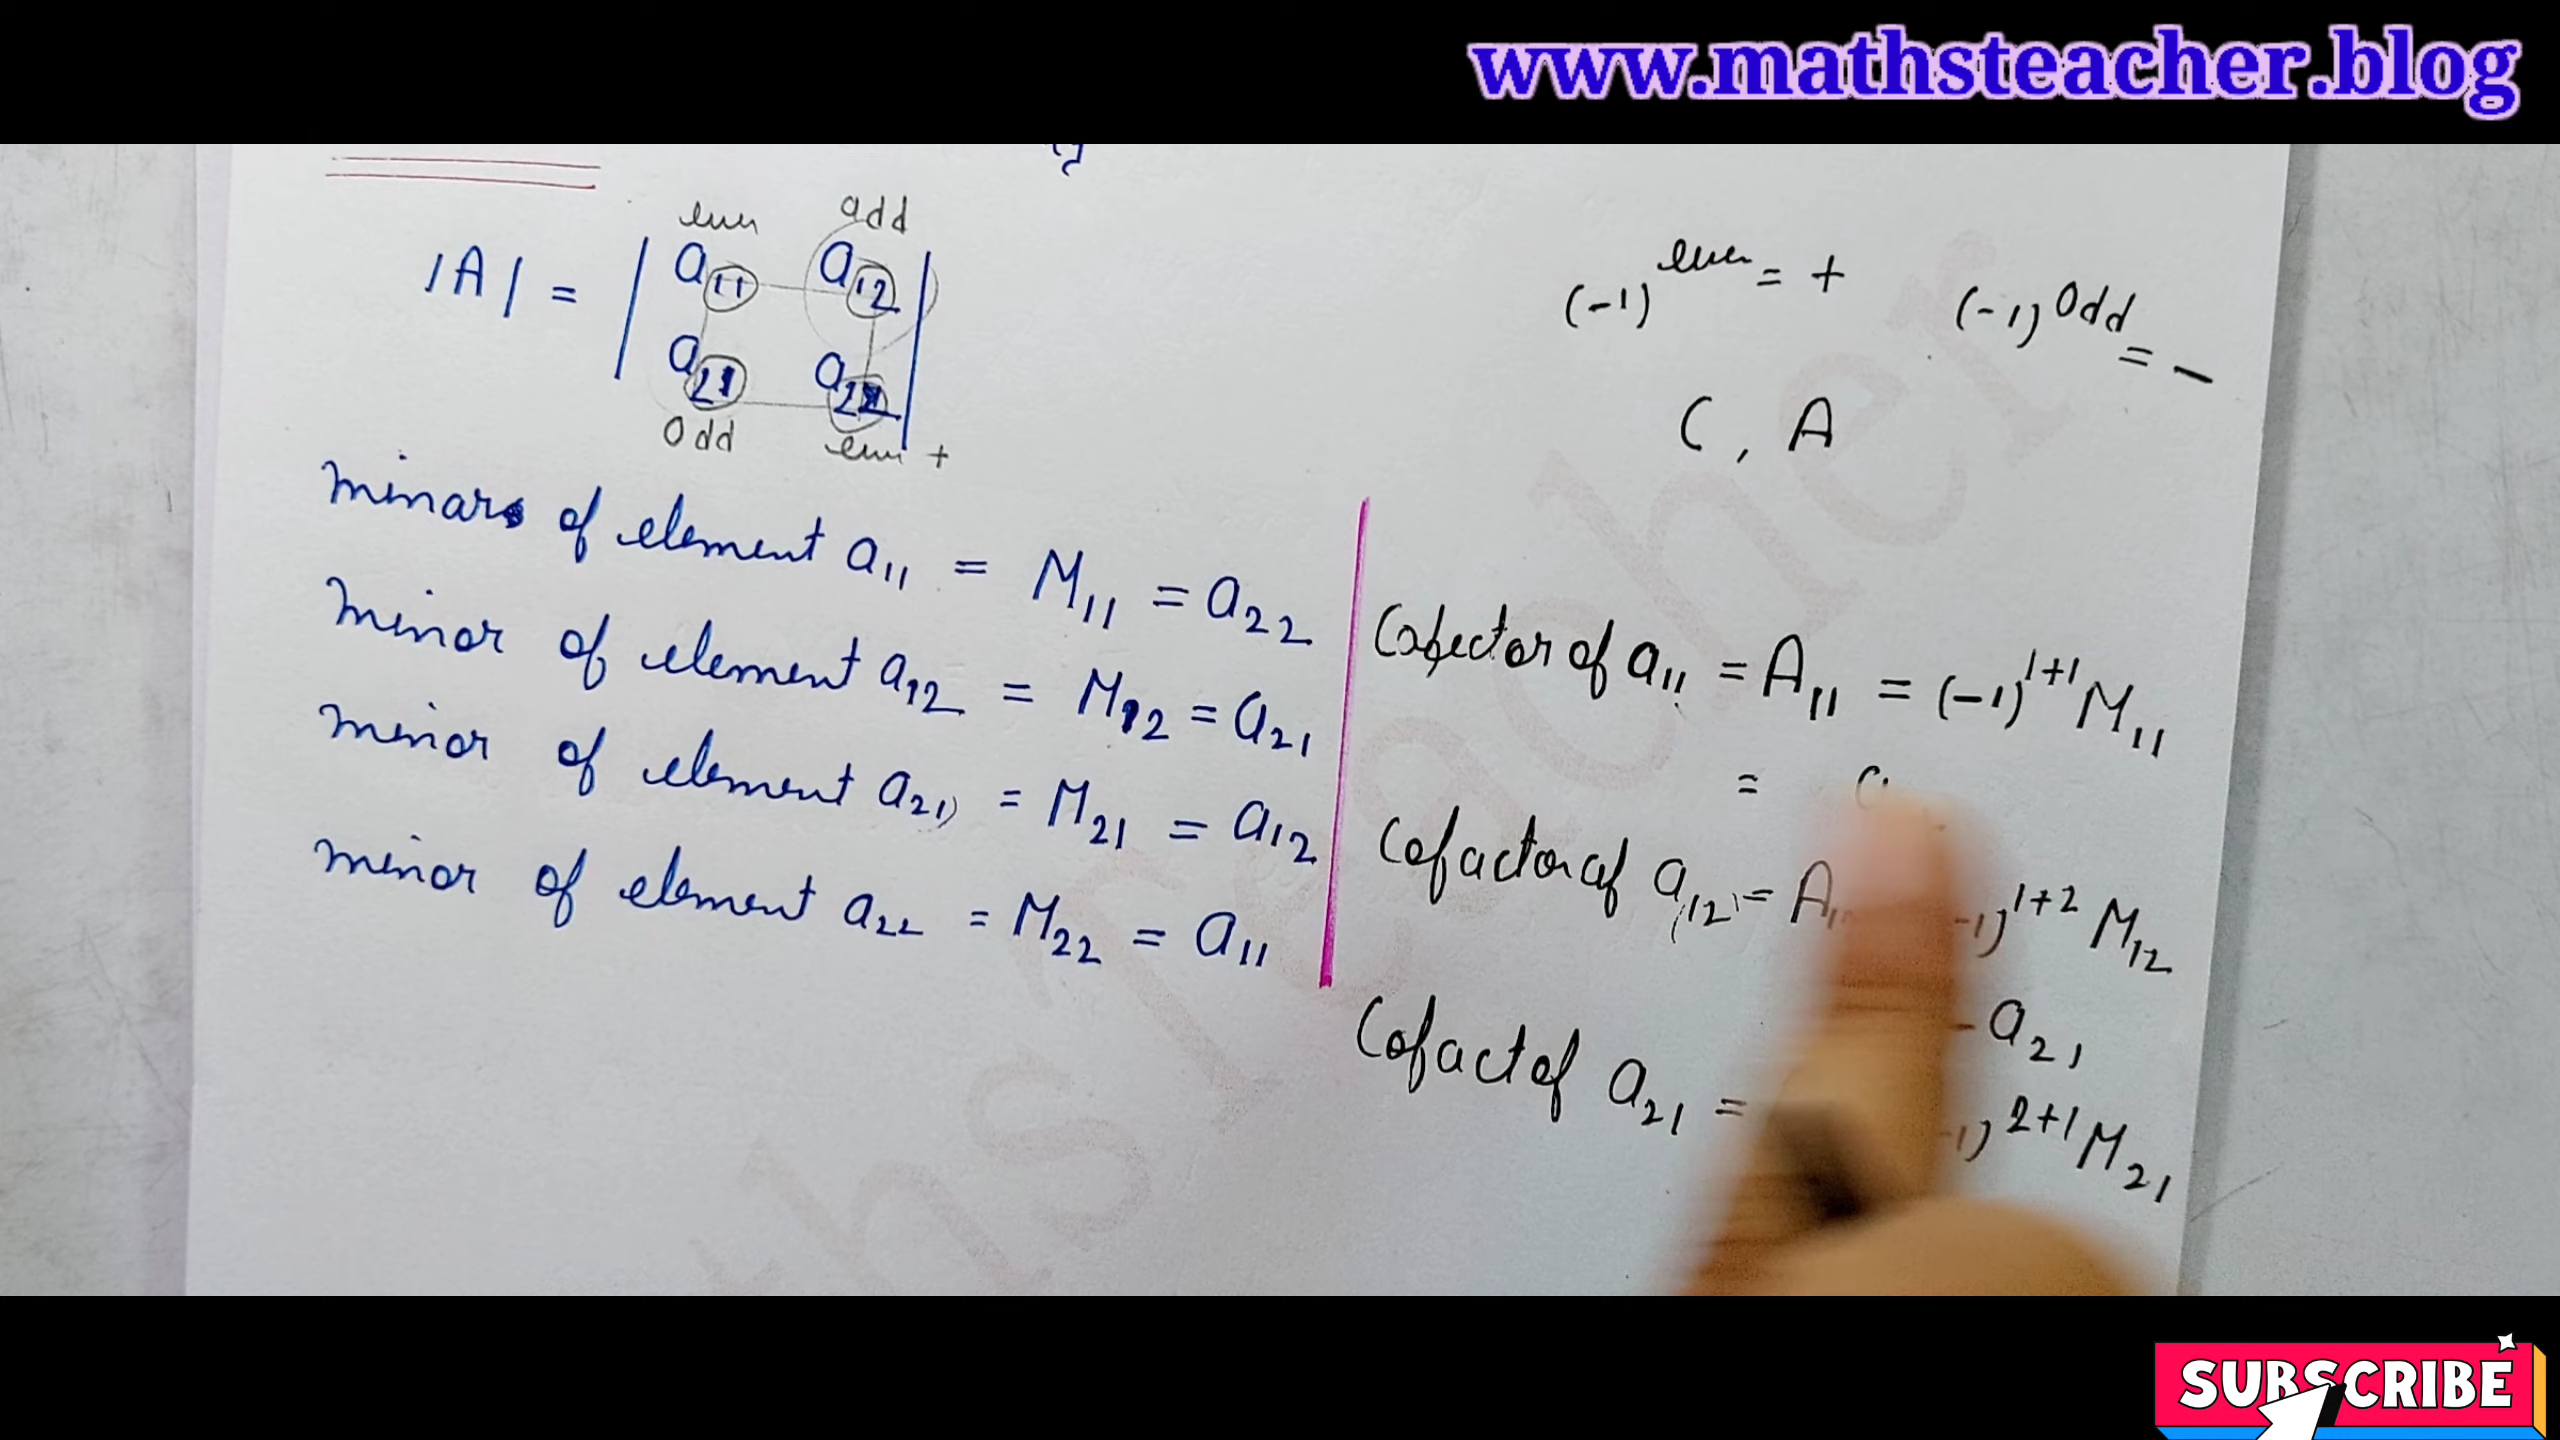 www.mathsteacher.blog
even odd
|A| = | a11 a12 |
| a21 a22 |
odd even +
(-1)^even = + (-1)^odd = -
C, A
minors of element a11 = M11 = a22
minor of element a12 = M12 = a21
minor of element a21 = M21 = a12
minor of element a22 = M22 = a11
Cofactor of a11 = A11 = (-1)^1+1 M11
=
Cofactor of a12 = A -1)^1+2 M12
- a21
Cofact of a21 = -1)^2+1 M21
SUBSCRIBE